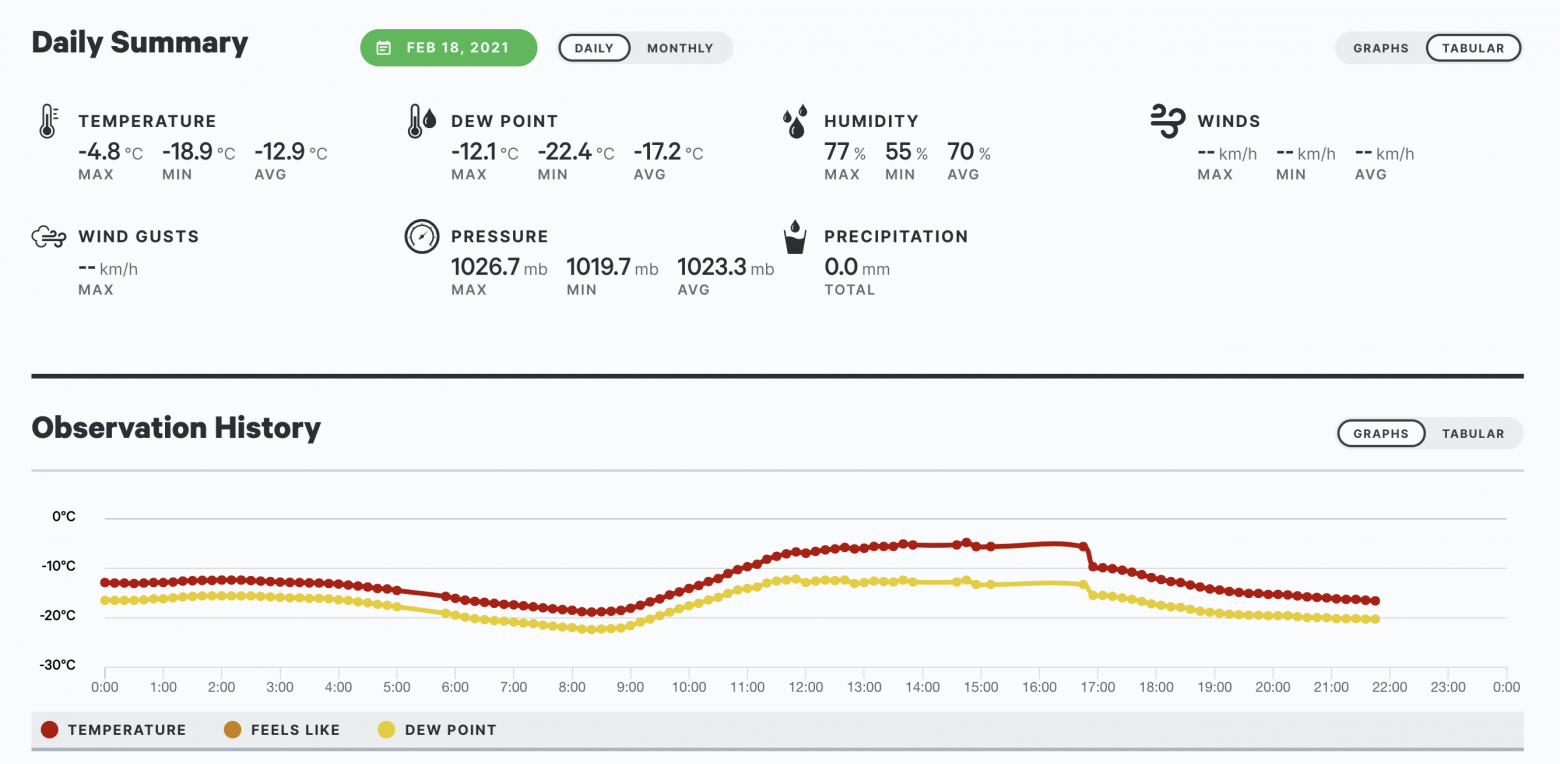 Daily Summary
FEB 18, 2021
DAILY MONTHLY
GRAPHS TABULAR
TEMPERATURE
-4.8 °C -18.9 °C -12.9 °C
MAX MIN AVG
DEW POINT
-12.1 °C -22.4 °C -17.2 °C
MAX MIN AVG
HUMIDITY
77 % 55 % 70 %
MAX MIN AVG
WINDS
-- km/h -- km/h -- km/h
MAX MIN AVG
WIND GUSTS
-- km/h
MAX
PRESSURE
1026.7 mb 1019.7 mb 1023.3 mb
MAX MIN AVG
PRECIPITATION
0.0 mm
TOTAL
Observation History
GRAPHS TABULAR
0°C
-10°C
-20°C
-30°C
0:00 1:00 2:00 3:00 4:00 5:00 6:00 7:00 8:00 9:00 10:00 11:00 12:00 13:00 14:00 15:00 16:00 17:00 18:00 19:00 20:00 21:00 22:00 23:00 0:00
TEMPERATURE FEELS LIKE DEW POINT